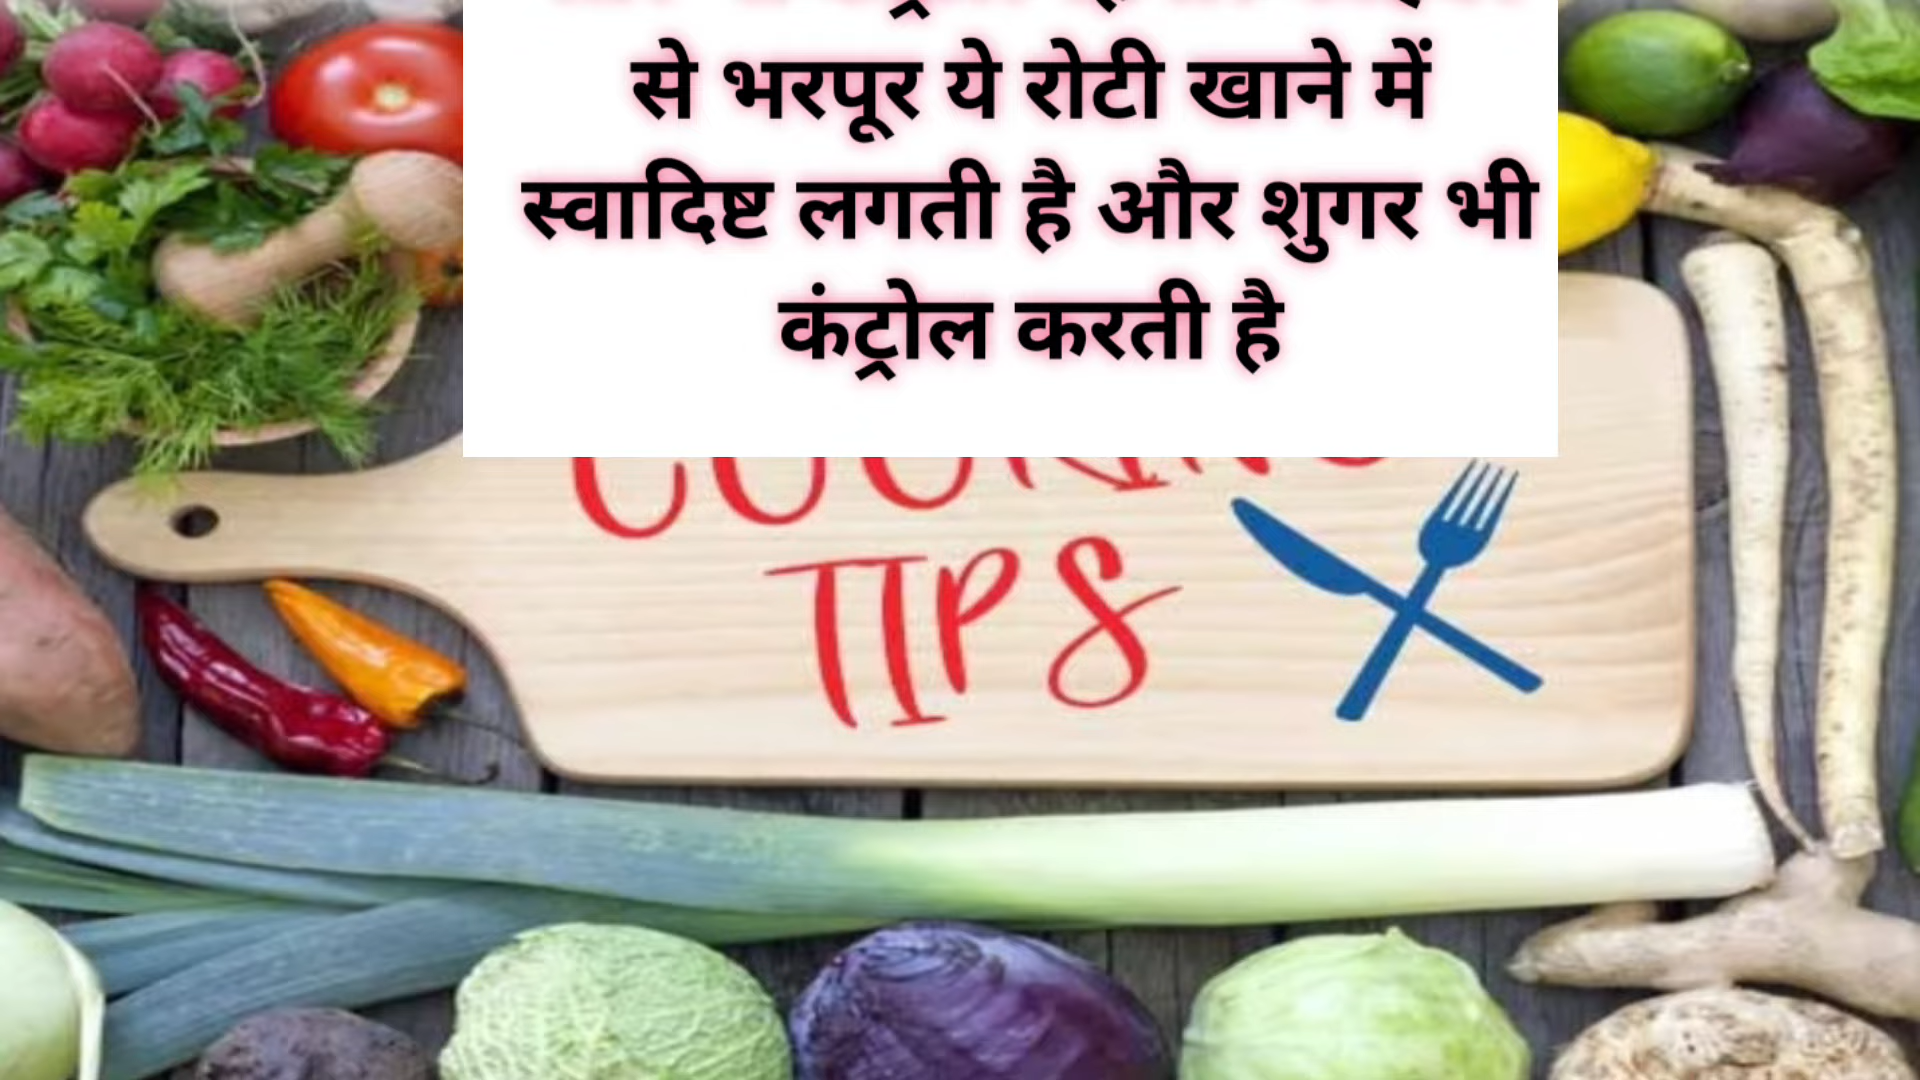 से भरपूर ये रोटी खाने में
स्वादिष्ट लगती है और शुगर भी
कंट्रोल करती है
TIPS